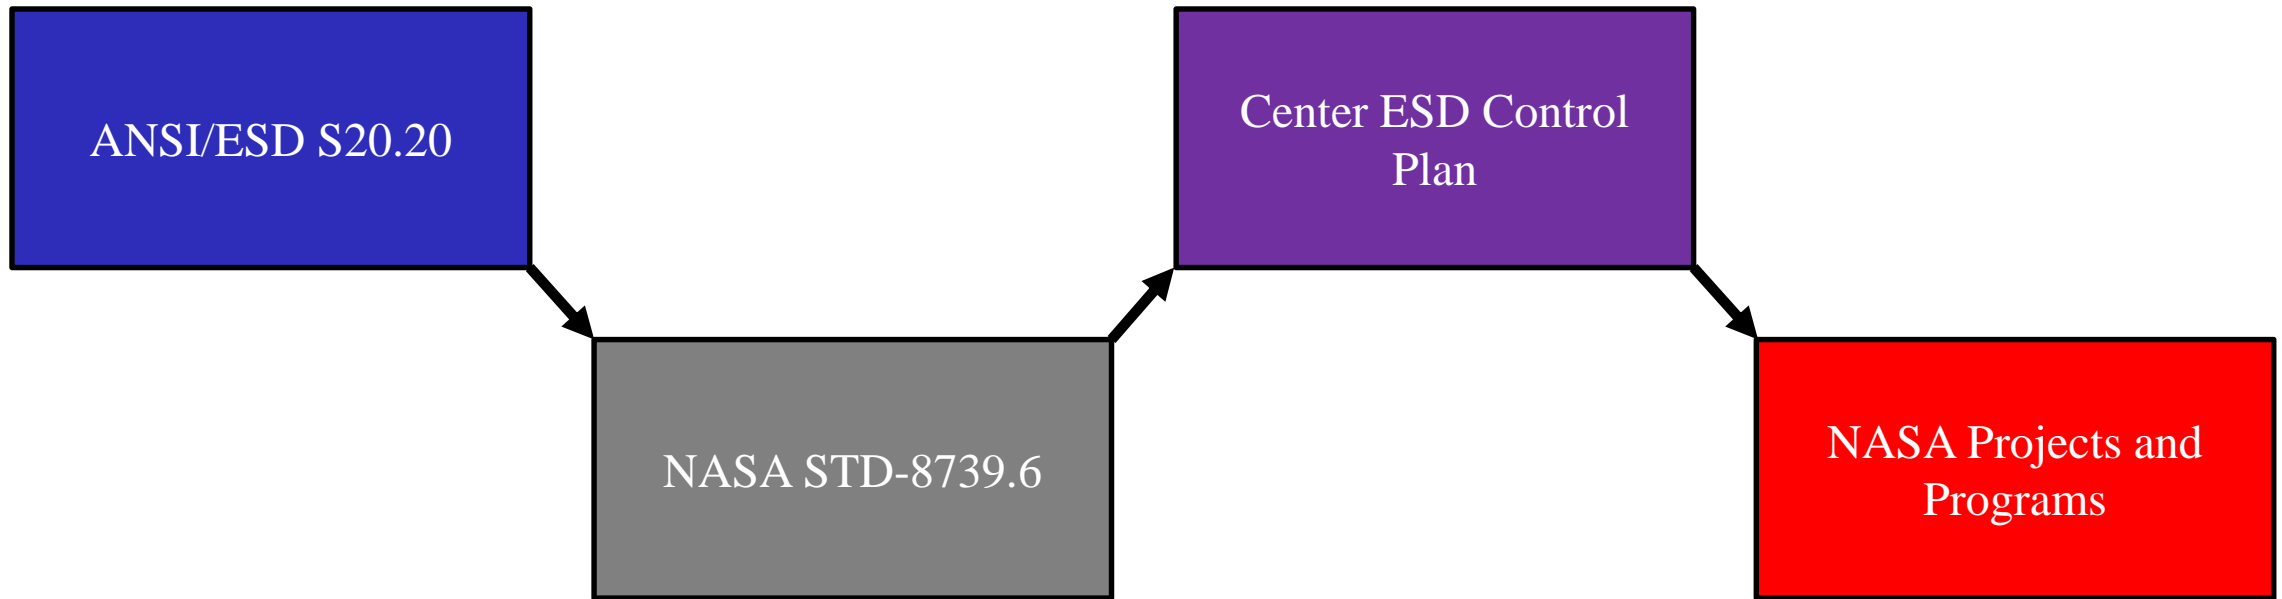 ANSI/ESD S20.20
NASA STD-8739.6
Center ESD Control
Plan
NASA Projects and
Programs